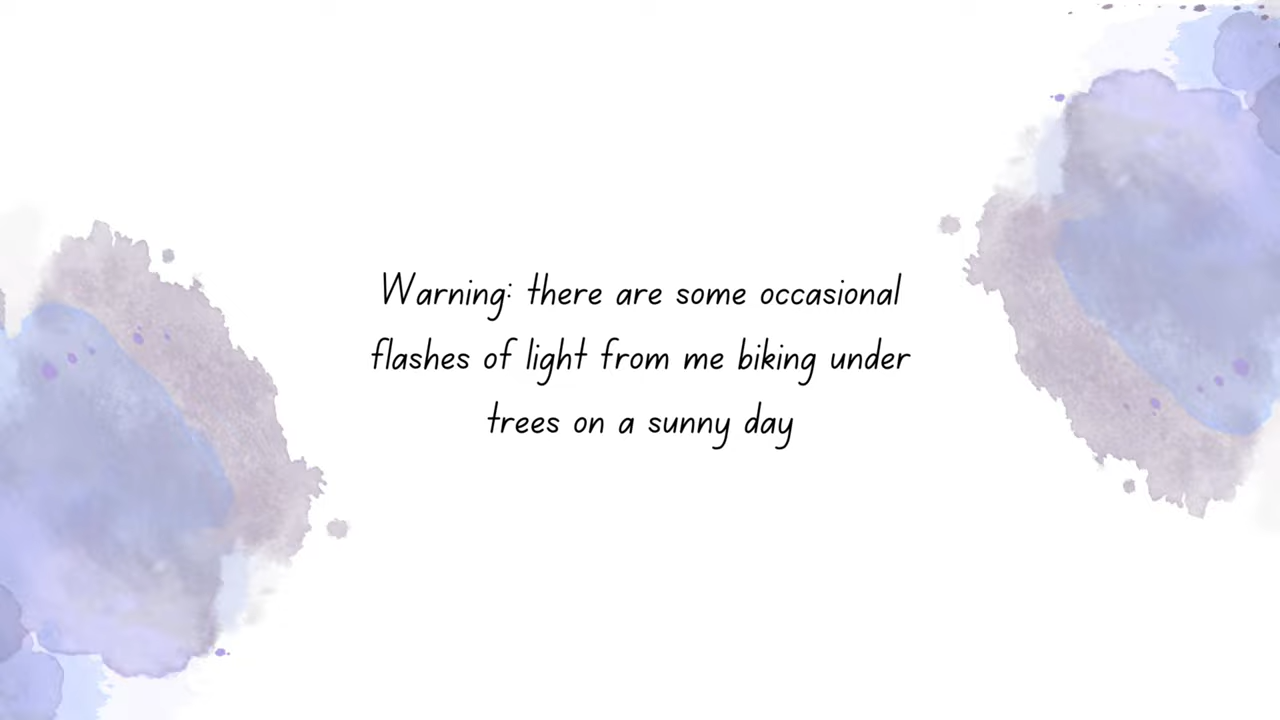 Warning: there are some occasional
flashes of light from me biking under
trees on a sunny day